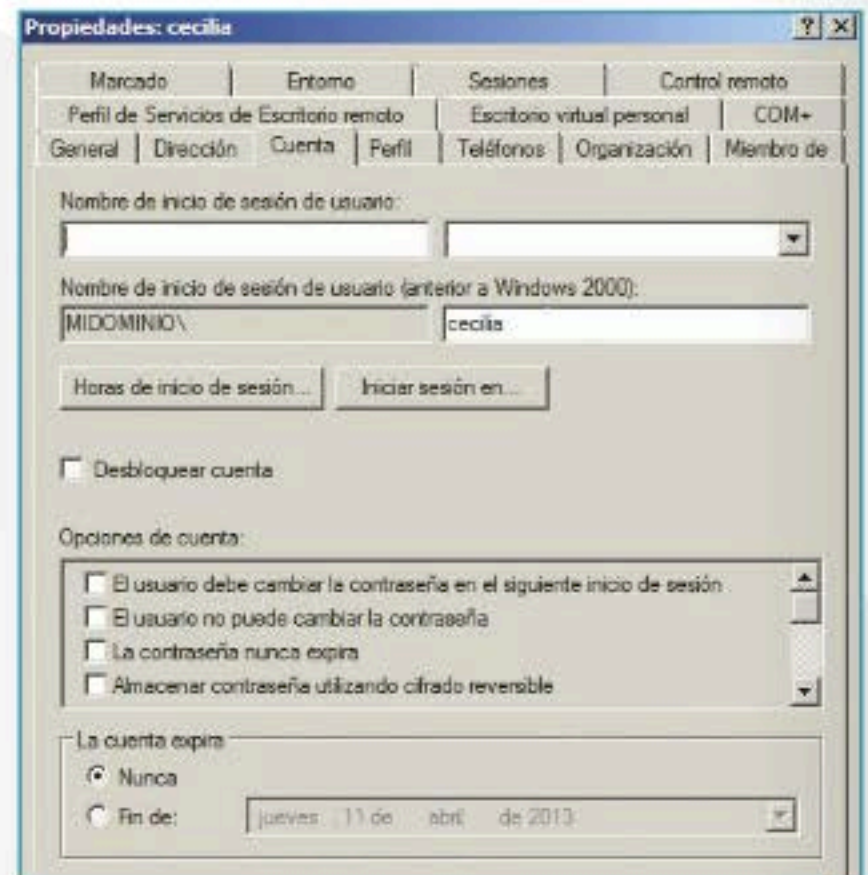 Propiedades: cecilia
Marcado Entorno Sesiones Control remoto
Perfil de Servicios de Escritorio remoto Escritorio virtual personal COM+
General Dirección Cuenta Perfil Teléfonos Organización Miembro de
Nombre de inicio de sesión de usuario:
Nombre de inicio de sesión de usuario (anterior a Windows 2000):
MIDOMINIO\ cecilia
Horas de inicio de sesión... Iniciar sesión en...
Desbloquear cuenta
Opciones de cuenta:
El usuario debe cambiar la contraseña en el siguiente inicio de sesión
El usuario no puede cambiar la contraseña
La contraseña nunca expira
Almacenar contraseña utilizando cifrado reversible
La cuenta expira
Nunca
Fin de: jueves , 11 de abril de 2013